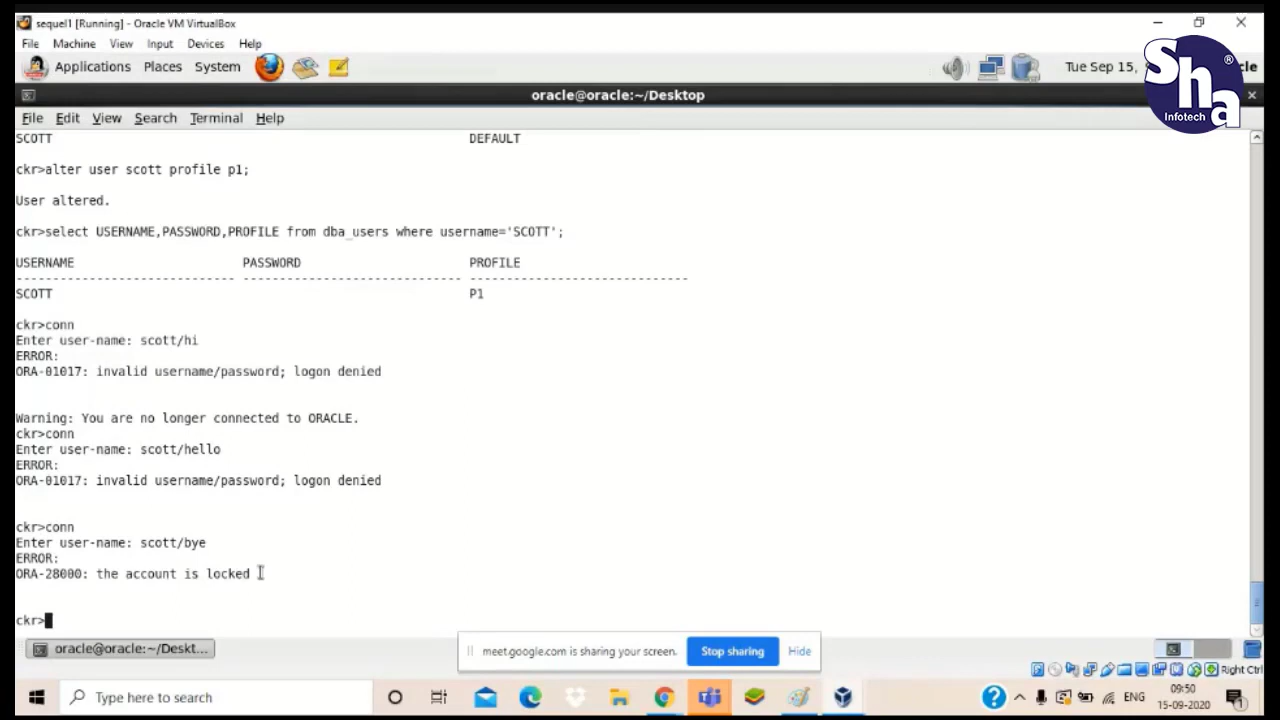 sequel1 [Running] - Oracle VM VirtualBox
File Machine View Input Devices Help
Applications Places System
Tue Sep 15,
cle
Sha
®
Infotech
oracle@oracle:~/Desktop
File Edit View Search Terminal Help
SCOTT DEFAULT
ckr>alter user scott profile p1;
User altered.
ckr>select USERNAME,PASSWORD,PROFILE from dba_users where username='SCOTT';
USERNAME PASSWORD PROFILE
------------------------------ ------------------------------ ------------------------------
SCOTT P1
ckr>conn
Enter user-name: scott/hi
ERROR:
ORA-01017: invalid username/password; logon denied
Warning: You are no longer connected to ORACLE.
ckr>conn
Enter user-name: scott/hello
ERROR:
ORA-01017: invalid username/password; logon denied
ckr>conn
Enter user-name: scott/bye
ERROR:
ORA-28000: the account is locked
ckr>
oracle@oracle:~/Deskt...
meet.google.com is sharing your screen. Stop sharing Hide
Right Ctrl
Type here to search
ENG
09:50
15-09-2020
1